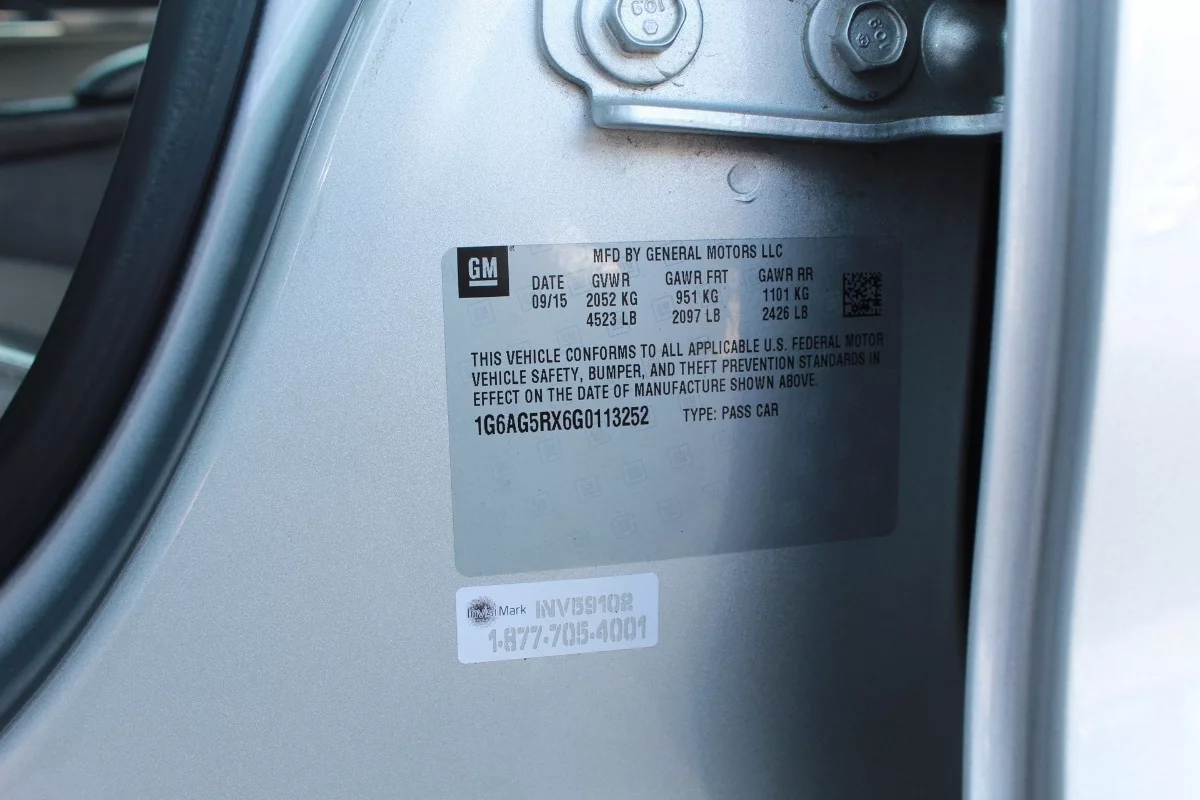 109
108
GM
MFD BY GENERAL MOTORS LLC
DATE GVWR GAWR FRT GAWR RR
09/15 2052 KG 951 KG 1101 KG
4523 LB 2097 LB 2426 LB
THIS VEHICLE CONFORMS TO ALL APPLICABLE U.S. FEDERAL MOTOR
VEHICLE SAFETY, BUMPER, AND THEFT PREVENTION STANDARDS IN
EFFECT ON THE DATE OF MANUFACTURE SHOWN ABOVE.
1G6AG5RX6G0113252 TYPE: PASS CAR
Mark INV59102
1-877-705-4001